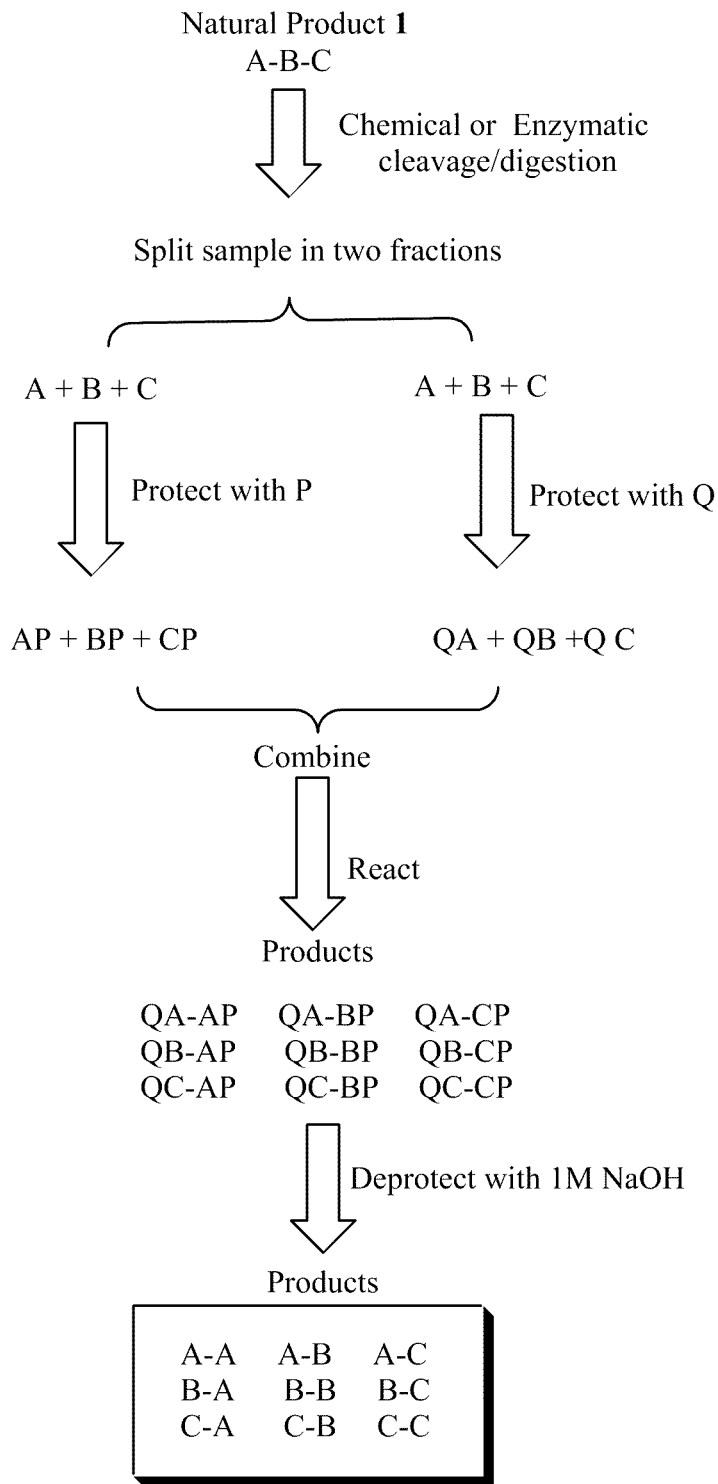 Natural Product 1
A-B-C
Chemical or Enzymatic
cleavage/digestion
Split sample in two fractions
A + B + C
A + B + C
Protect with P
Protect with Q
AP + BP + CP
QA + QB +Q C
Combine
React
Products
QA-AP QA-BP QA-CP
QB-AP QB-BP QB-CP
QC-AP QC-BP QC-CP
Deprotect with 1M NaOH
Products
A-A A-B A-C
B-A B-B B-C
C-A C-B C-C